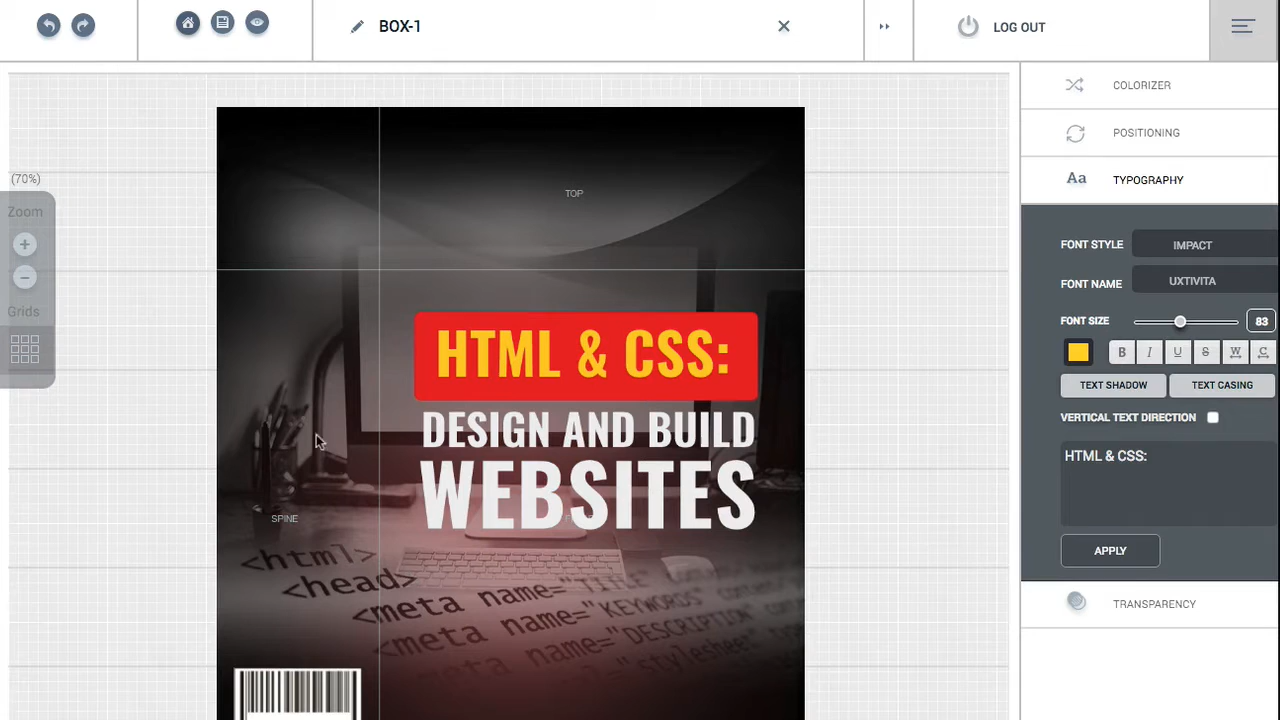 BOX-1
LOG OUT
(70%)
Zoom
Grids
TOP
HTML & CSS:
DESIGN AND BUILD
WEBSITES
SPINE
<html>
<head>
<meta name="TITLE"
<meta name="KEYWORDS"
<meta name="DESCRIPTION"
COLORIZER
POSITIONING
Aa TYPOGRAPHY
FONT STYLE IMPACT
FONT NAME UXTIVITA
FONT SIZE 83
B I U S W C
TEXT SHADOW TEXT CASING
VERTICAL TEXT DIRECTION
HTML & CSS:
APPLY
TRANSPARENCY